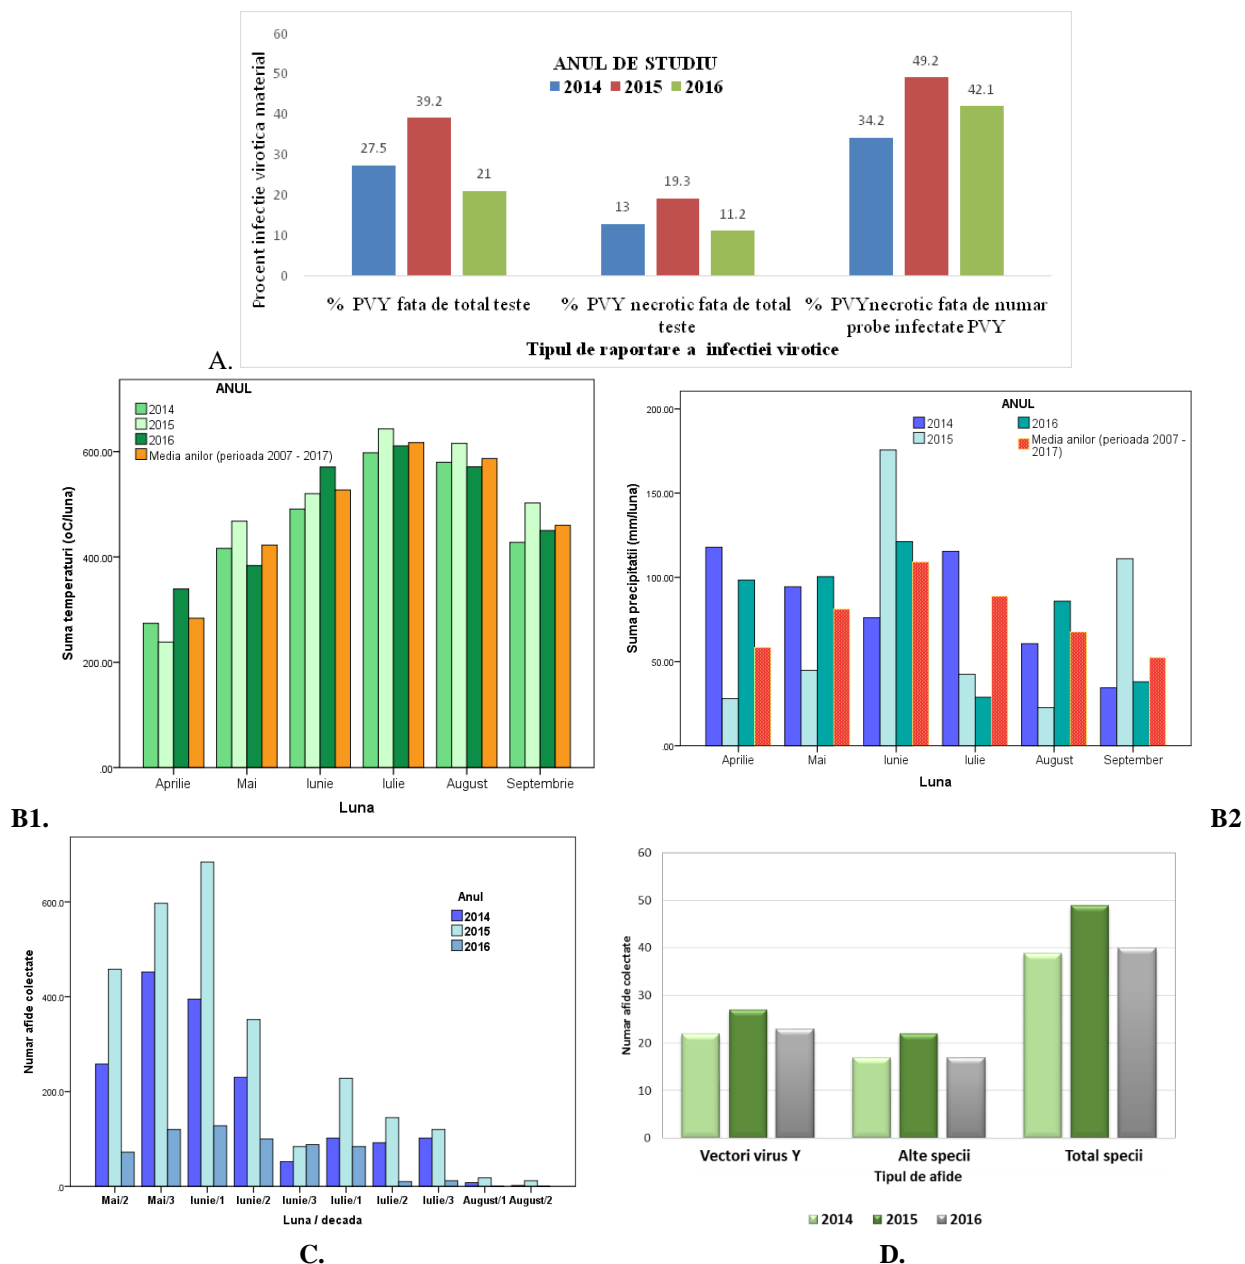 60
50
40
30
20
10
0
Procent infectie virotica material
ANUL DE STUDIU
2014 2015 2016
27.5
39.2
21
13
19.3
11.2
34.2
49.2
42.1
% PVY fata de total teste
% PVY necrotic fata de total
teste
% PVYnecrotic fata de numar
probe infectate PVY
Tipul de raportare a infectiei virotice
A.
ANUL
2014
2015
2016
Media anilor (perioada 2007 - 2017)
600.00
400.00
200.00
.00
Suma temperaturi (oC/luna)
Aprilie Mai Iunie Iulie August Septembrie
Luna
B1.
ANUL
2014 2016
2015 Media anilor (perioada 2007 -
2017)
200.00
150.00
100.00
50.00
.00
Suma precipitatii (mm/luna)
Aprilie Mai Iunie Iulie August September
Luna
B2
Anul
2014
2015
2016
600.0
400.0
200.0
.0
Numar afide colectate
Mai/2 Mai/3 Iunie/1 Iunie/2 Iunie/3 Iulie/1 Iulie/2 Iulie/3 August/1 August/2
Luna / decada
C.
60
50
40
30
20
10
0
Numar afide colectate
Vectori virus Y Alte specii Total specii
Tipul de afide
2014 2015 2016
D.